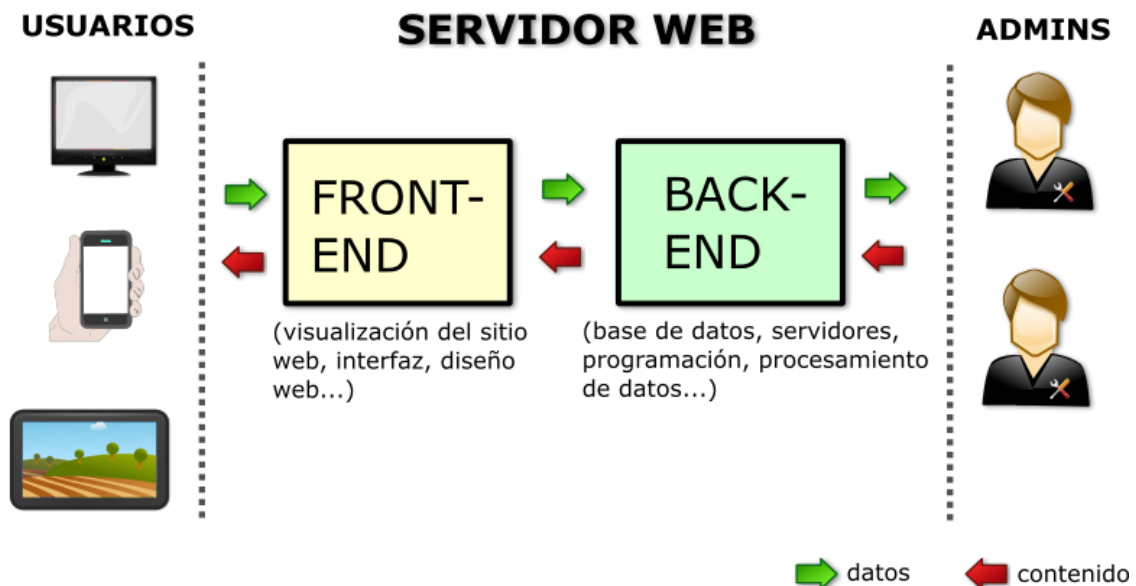 USUARIOS
SERVIDOR WEB
ADMINS
FRONT-
END
BACK-
END
(visualización del sitio
web, interfaz, diseño
web...)
(base de datos, servidores,
programación, procesamiento
de datos...)
datos
contenido